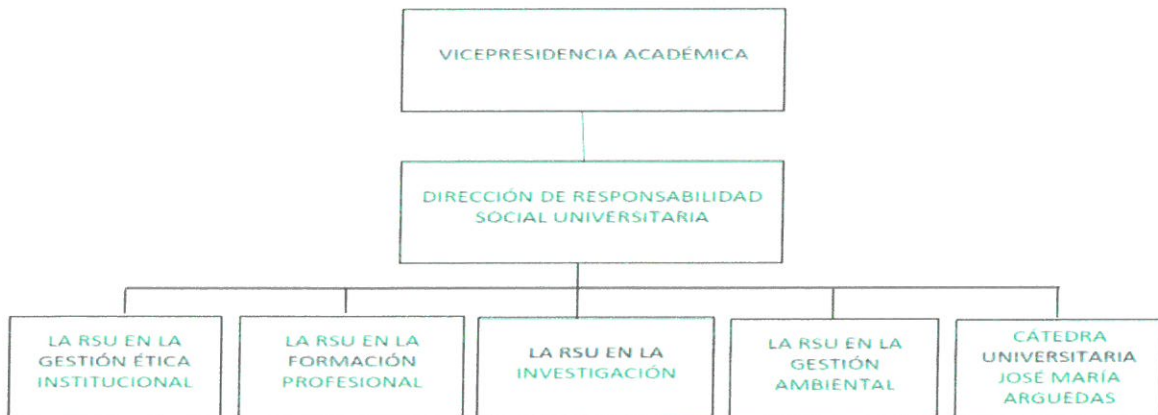 VICEPRESIDENCIA ACADÉMICA
DIRECCIÓN DE RESPONSABILIDAD
SOCIAL UNIVERSITARIA
LA RSU EN LA
GESTIÓN ÉTICA
INSTITUCIONAL
LA RSU EN LA
FORMACIÓN
PROFESIONAL
LA RSU EN LA
INVESTIGACIÓN
LA RSU EN LA
GESTIÓN
AMBIENTAL
CÁTEDRA
UNIVERSITARIA
JOSÉ MARÍA
ARGUEDAS